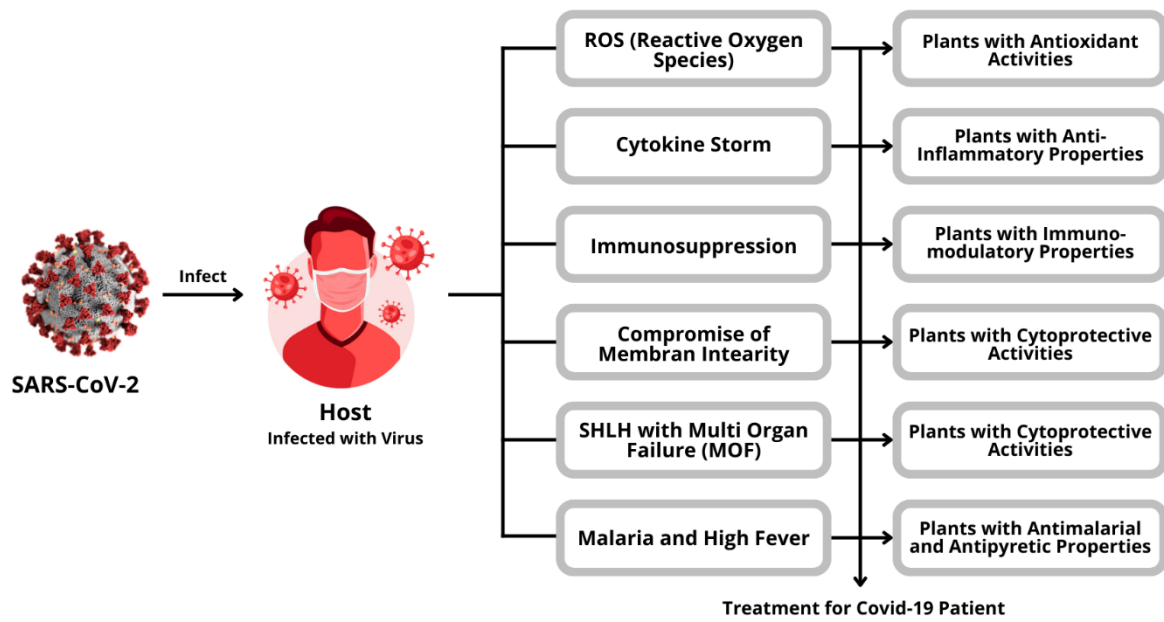 ROS (Reactive Oxygen
Species)
Plants with Antioxidant
Activities
Cytokine Storm
Plants with Anti-
Inflammatory Properties
Immunosuppression
Plants with Immuno-
modulatory Properties
Infect
SARS-CoV-2
Host
Infected with Virus
Compromise of
Membran Intearity
Plants with Cytoprotective
Activities
SHLH with Multi Organ
Failure (MOF)
Plants with Cytoprotective
Activities
Malaria and High Fever
Plants with Antimalarial
and Antipyretic Properties
Treatment for Covid-19 Patient